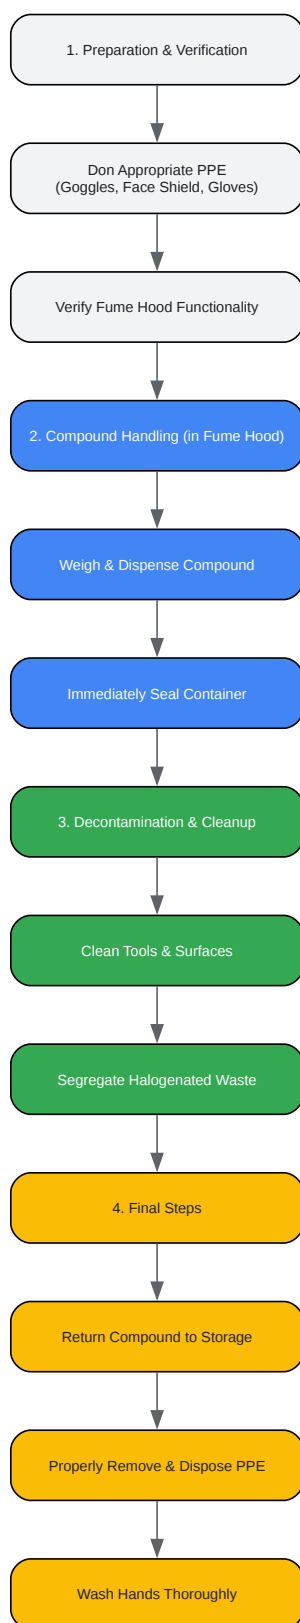 1. Preparation & Verification
Don Appropriate PPE
(Goggles, Face Shield, Gloves)
Verify Fume Hood Functionality
2. Compound Handling (in Fume Hood)
Weigh & Dispense Compound
Immediately Seal Container
3. Decontamination & Cleanup
Clean Tools & Surfaces
Segregate Halogenated Waste
4. Final Steps
Return Compound to Storage
Properly Remove & Dispose PPE
Wash Hands Thoroughly